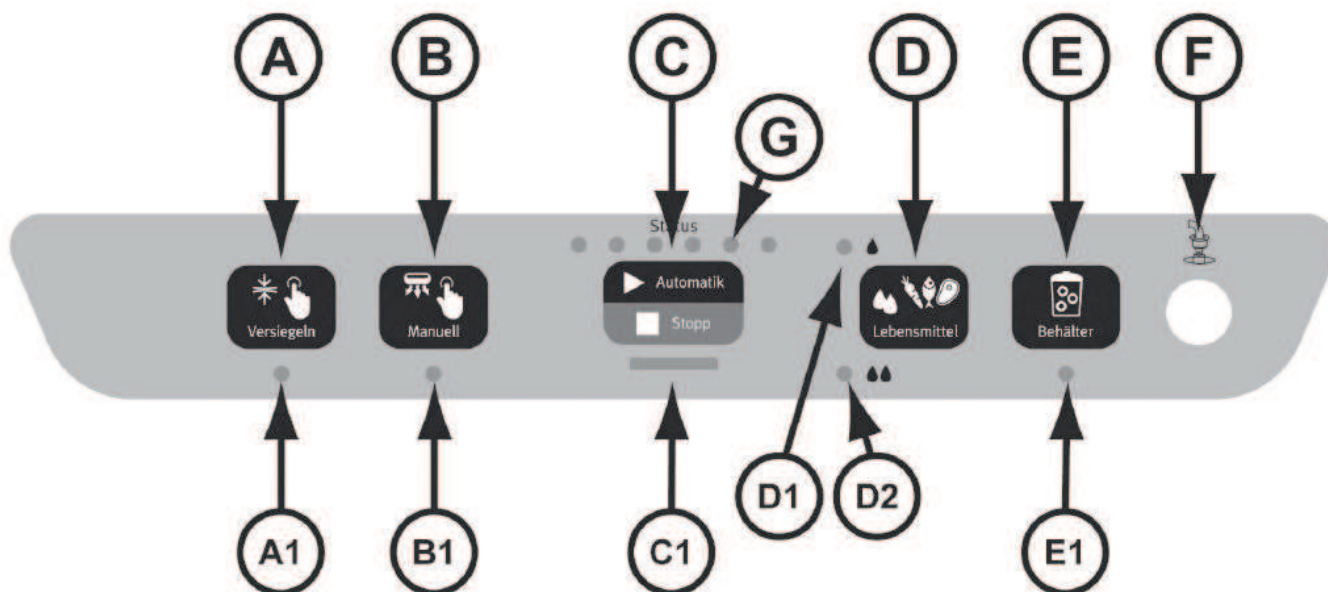 A B C D E F
G
Status
Automatik
Versiegeln Manuell Stopp Lebensmittel Behälter
D1 D2
A1 B1 C1 E1